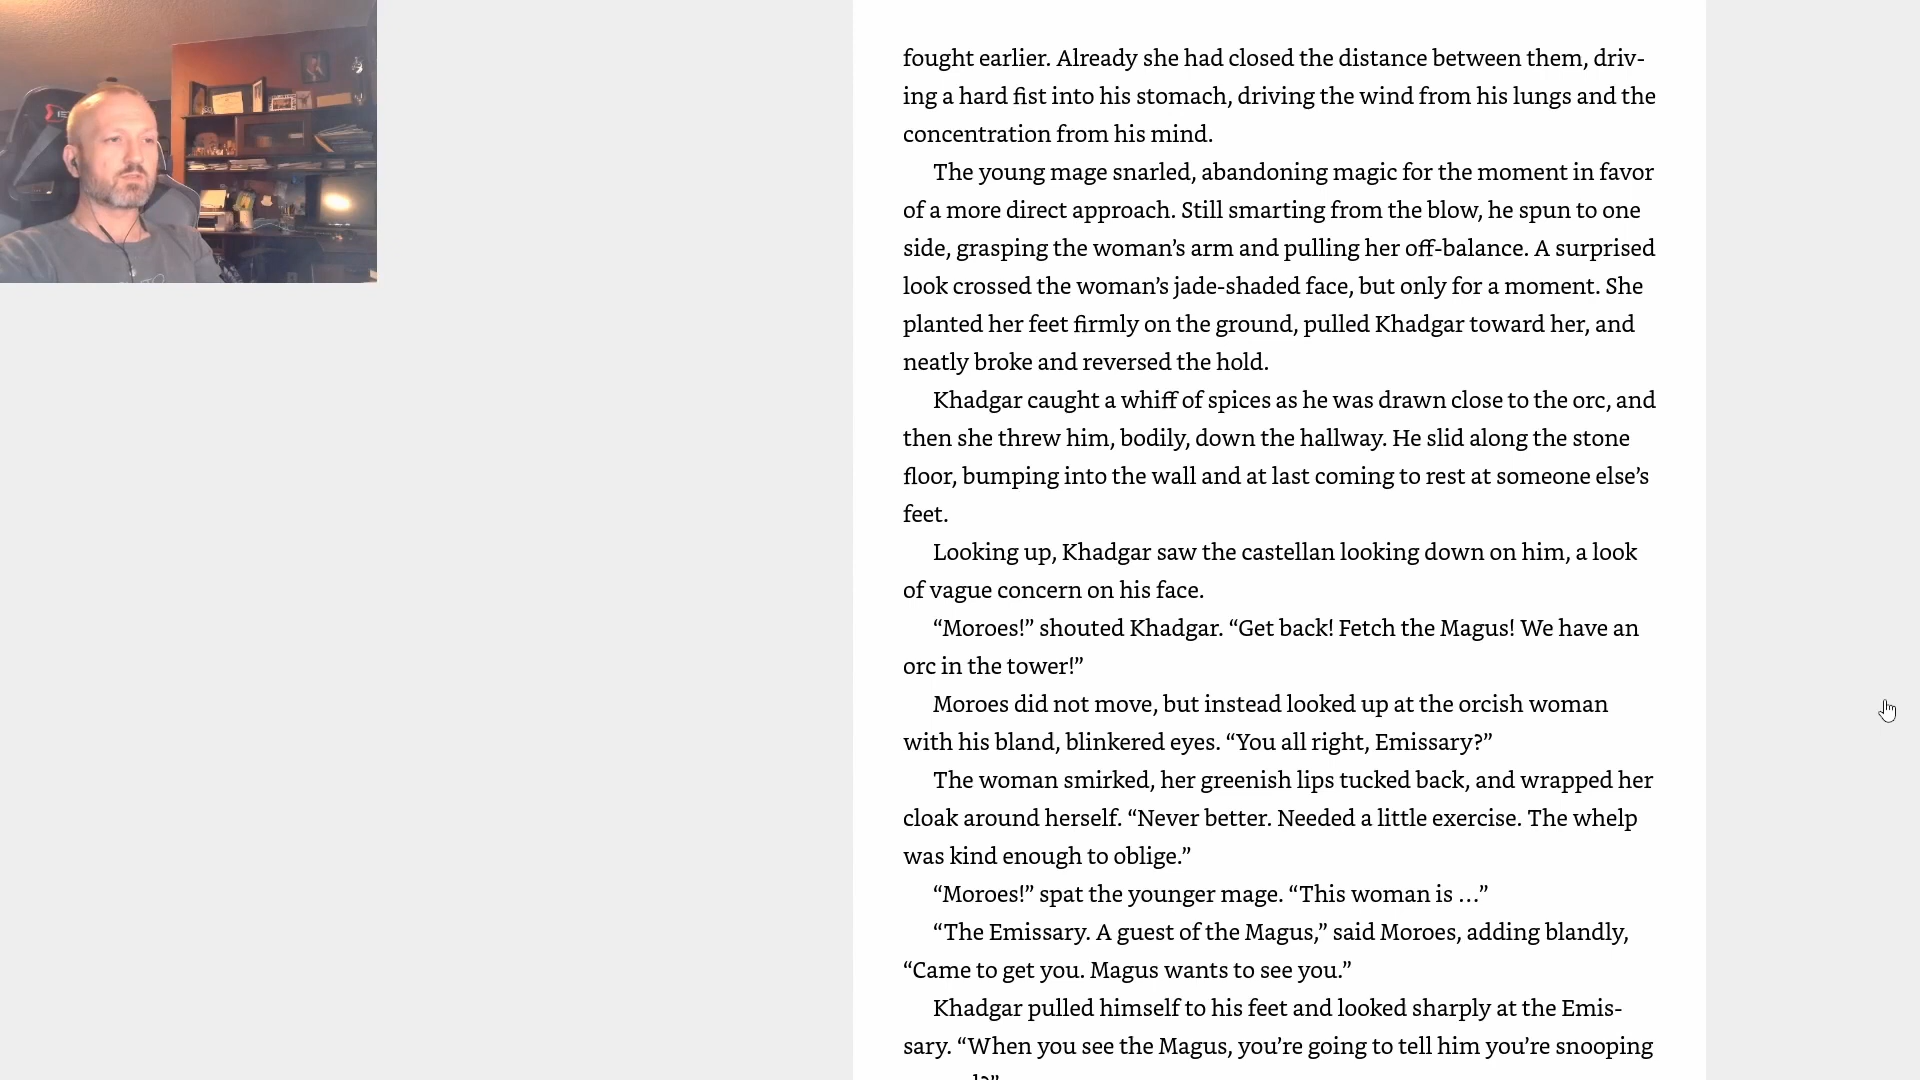 fought earlier. Already she had closed the distance between them, driv-
ing a hard fist into his stomach, driving the wind from his lungs and the
concentration from his mind.
The young mage snarled, abandoning magic for the moment in favor
of a more direct approach. Still smarting from the blow, he spun to one
side, grasping the woman’s arm and pulling her off-balance. A surprised
look crossed the woman’s jade-shaded face, but only for a moment. She
planted her feet firmly on the ground, pulled Khadgar toward her, and
neatly broke and reversed the hold.
Khadgar caught a whiff of spices as he was drawn close to the orc, and
then she threw him, bodily, down the hallway. He slid along the stone
floor, bumping into the wall and at last coming to rest at someone else’s
feet.
Looking up, Khadgar saw the castellan looking down on him, a look
of vague concern on his face.
“Moroes!” shouted Khadgar. “Get back! Fetch the Magus! We have an
orc in the tower!”
Moroes did not move, but instead looked up at the orcish woman
with his bland, blinkered eyes. “You all right, Emissary?”
The woman smirked, her greenish lips tucked back, and wrapped her
cloak around herself. “Never better. Needed a little exercise. The whelp
was kind enough to oblige.”
“Moroes!” spat the younger mage. “This woman is …”
“The Emissary. A guest of the Magus,” said Moroes, adding blandly,
“Came to get you. Magus wants to see you.”
Khadgar pulled himself to his feet and looked sharply at the Emis-
sary. “When you see the Magus, you’re going to tell him you’re snooping